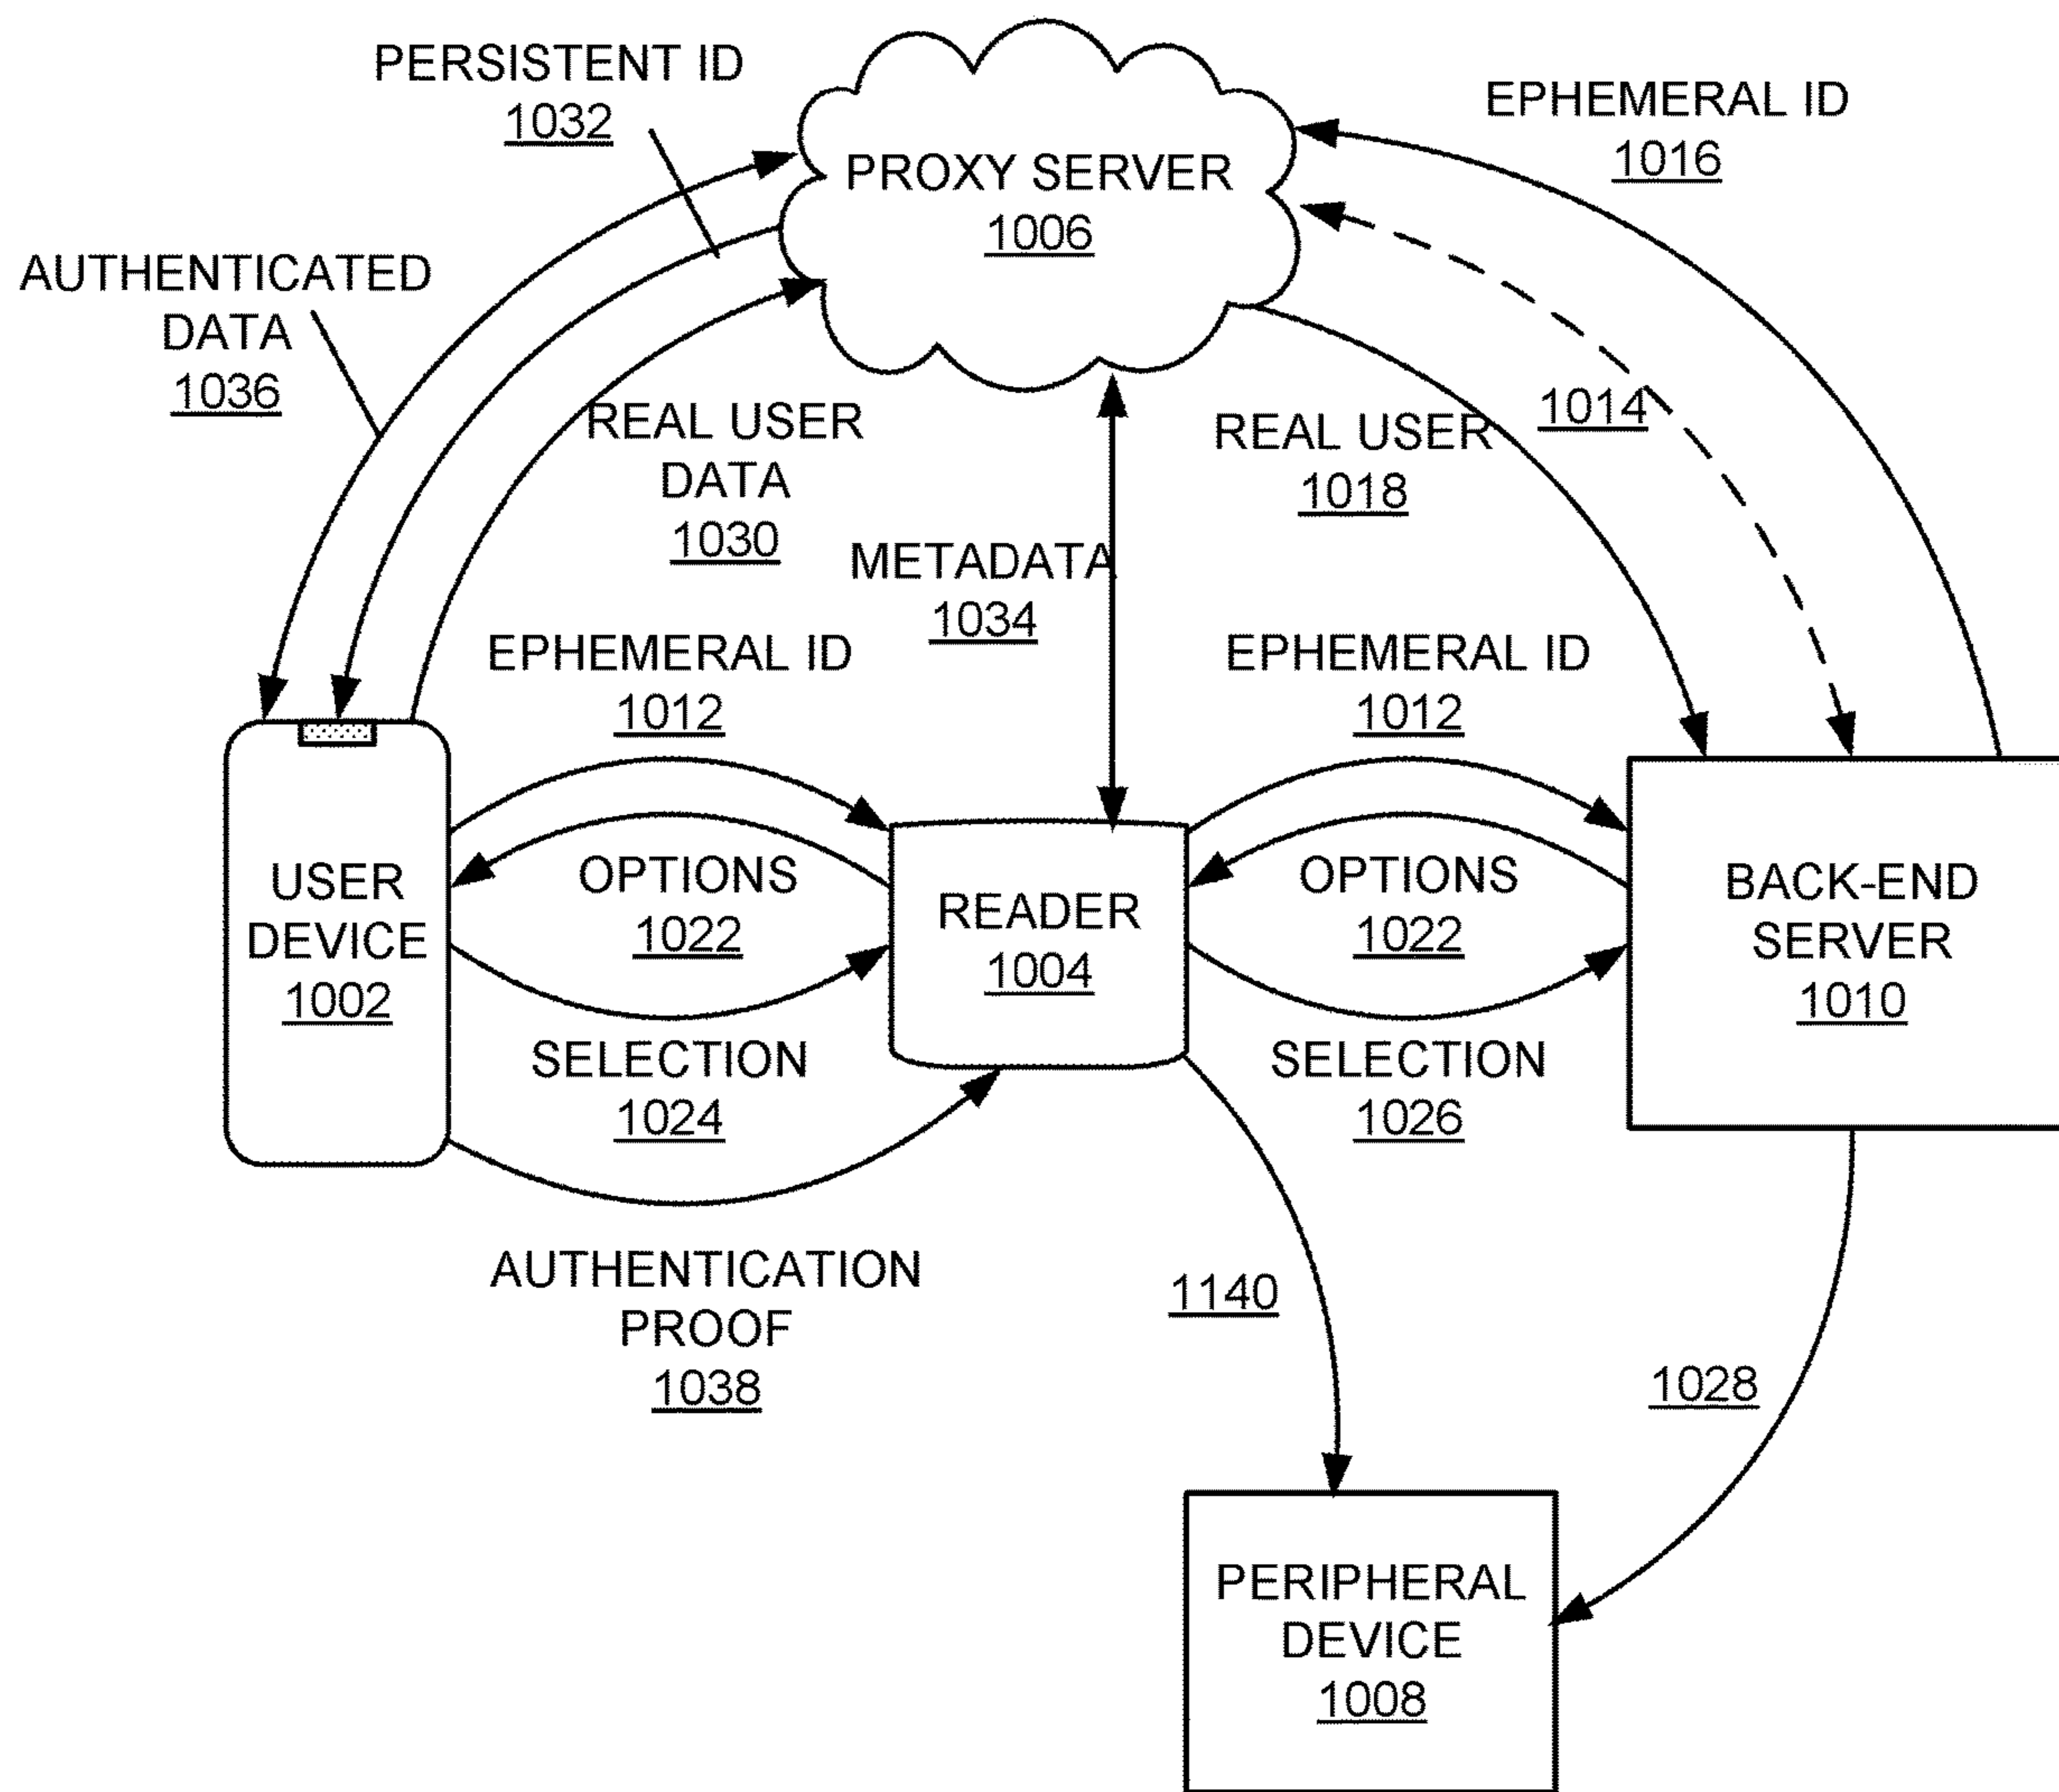 PERSISTENT ID
1032
EPHEMERAL ID
1016
PROXY SERVER
1006
AUTHENTICATED
DATA
1036
REAL USER
DATA
1030
REAL USER
1018
1014
METADATA
1034
EPHEMERAL ID
1012
EPHEMERAL ID
1012
USER
DEVICE
1002
OPTIONS
1022
READER
1004
OPTIONS
1022
BACK-END
SERVER
1010
SELECTION
1024
SELECTION
1026
AUTHENTICATION
PROOF
1038
1140
1028
PERIPHERAL
DEVICE
1008